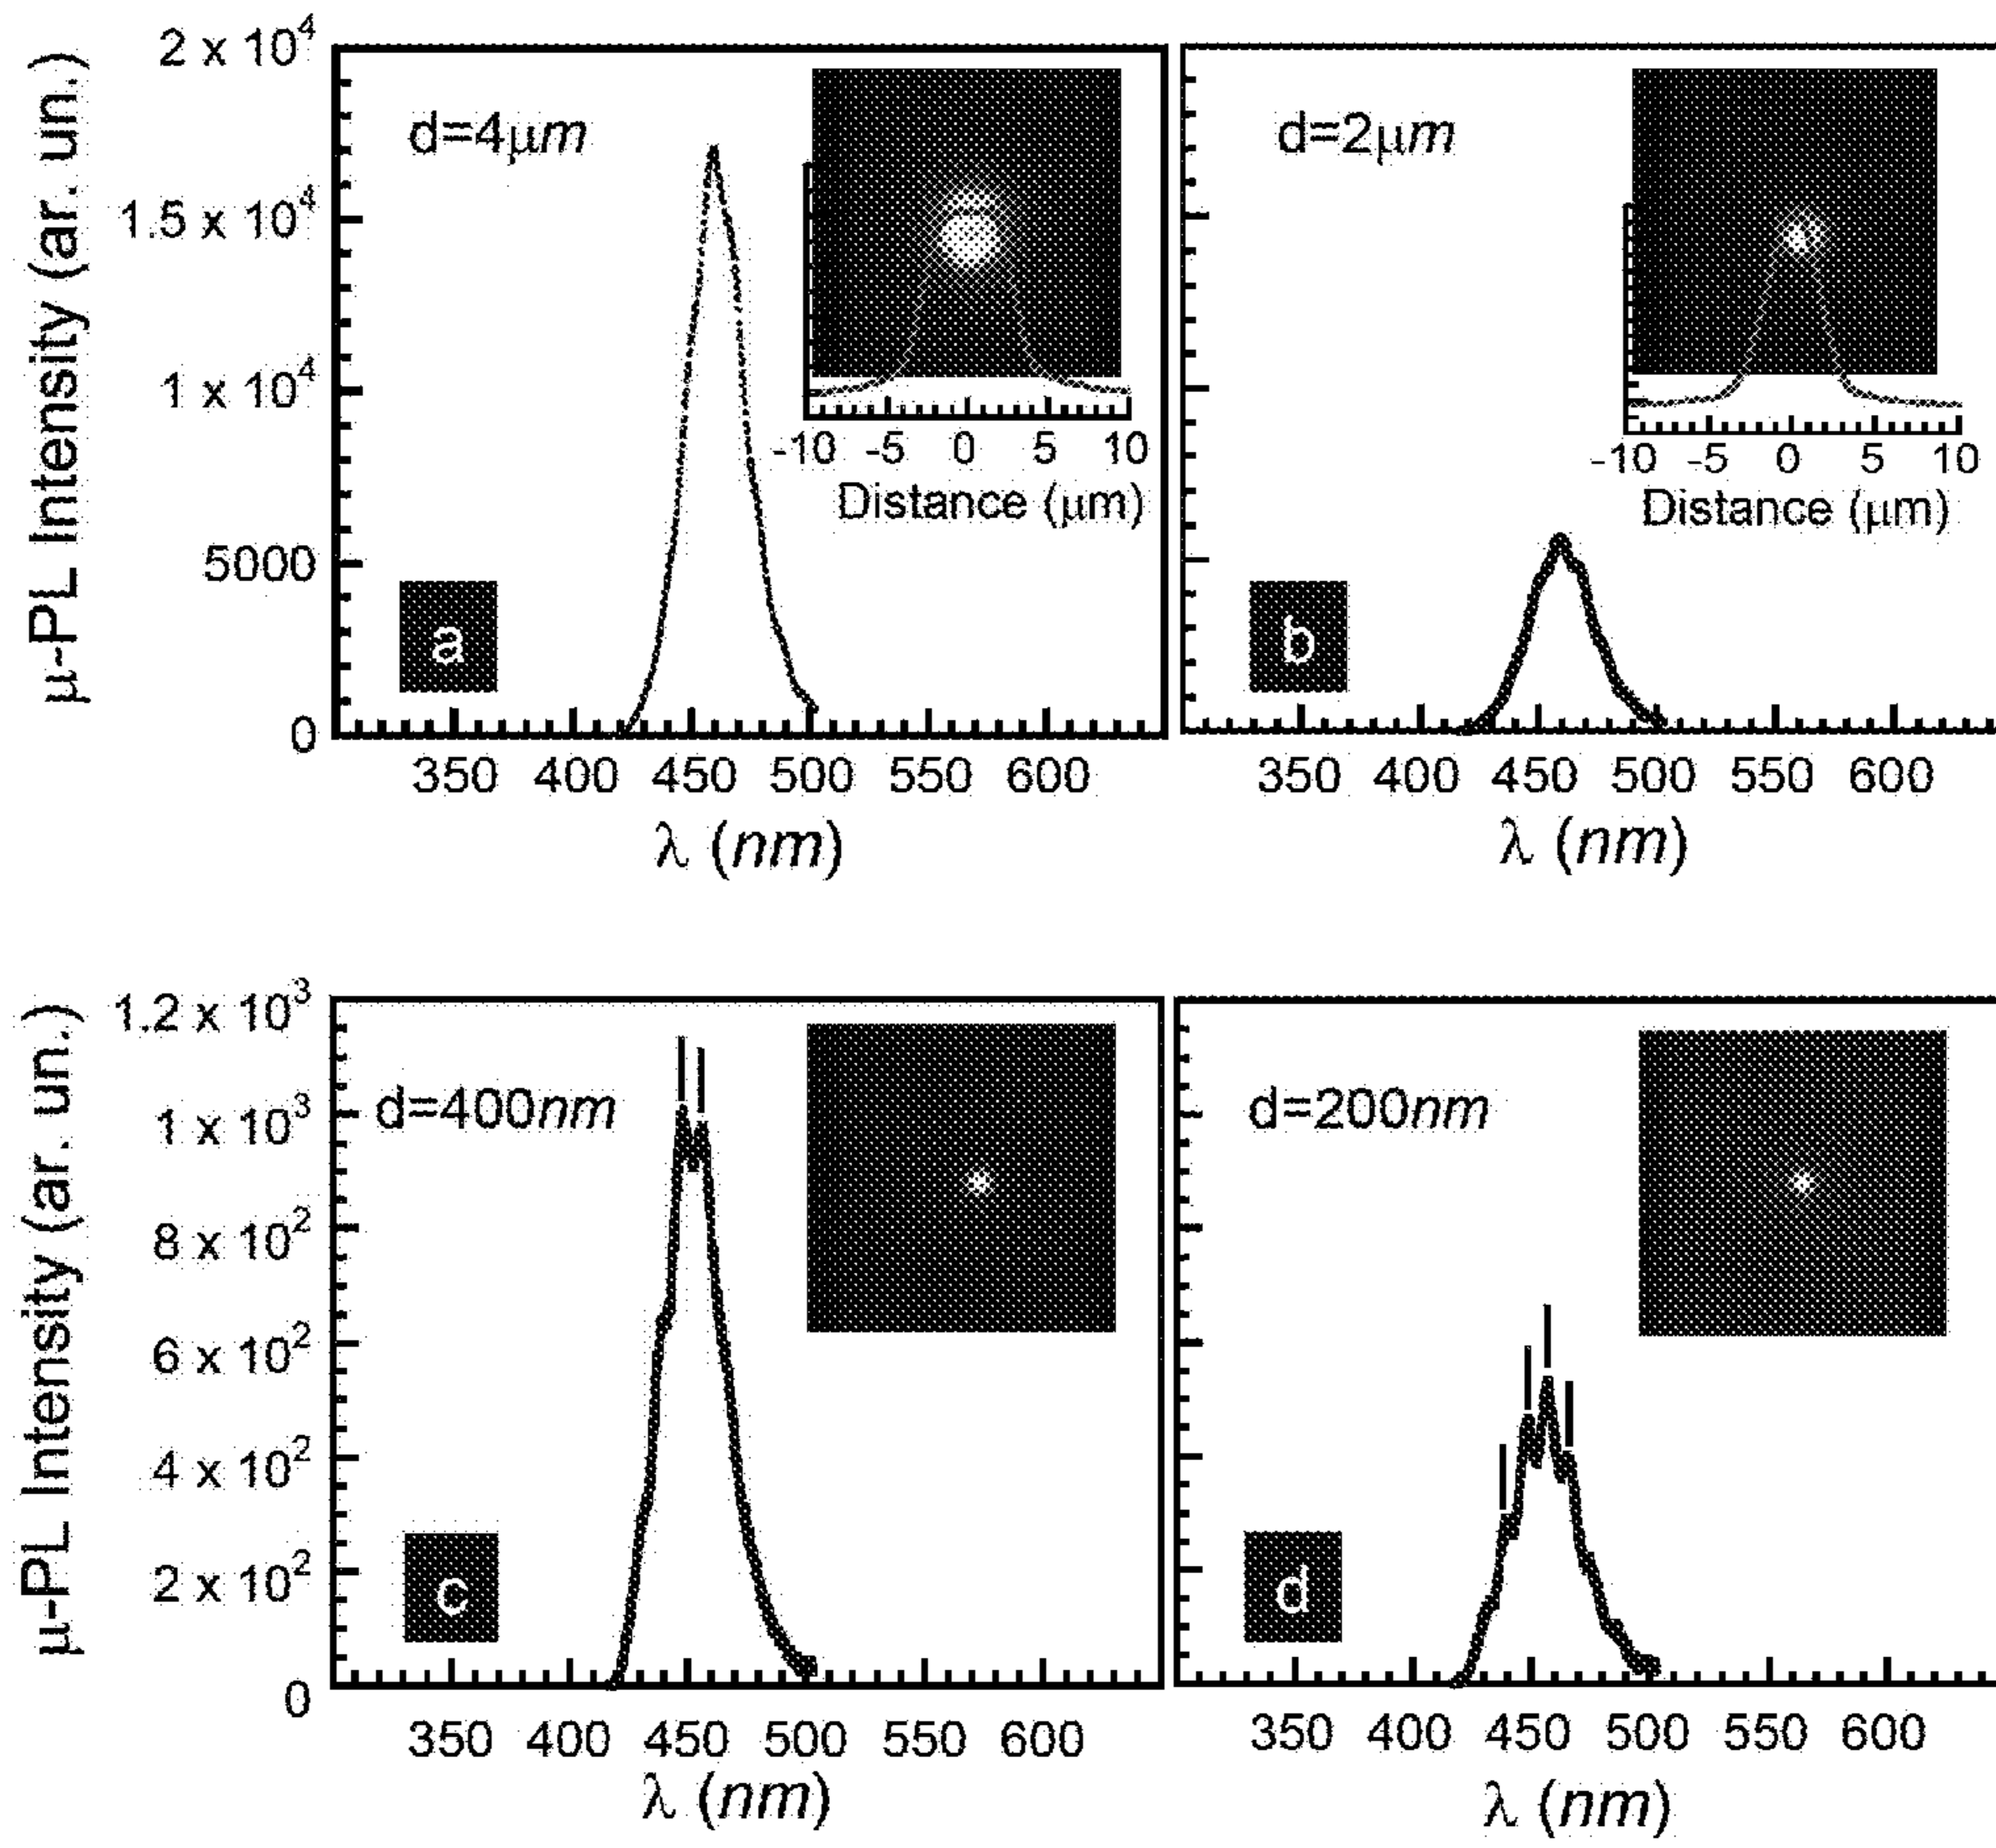 μ-PL Intensity (ar. un.)
2 x 10⁴
1.5 x 10⁴
1 x 10⁴
5000
0
d=4μm
a
-10 -5 0 5 10
Distance (μm)
350 400 450 500 550 600
λ (nm)
d=2μm
b
-10 -5 0 5 10
Distance (μm)
350 400 450 500 550 600
λ (nm)
μ-PL Intensity (ar. un.)
1.2 x 10³
1 x 10³
8 x 10²
6 x 10²
4 x 10²
2 x 10²
0
d=400nm
c
350 400 450 500 550 600
λ (nm)
d=200nm
d
350 400 450 500 550 600
λ (nm)